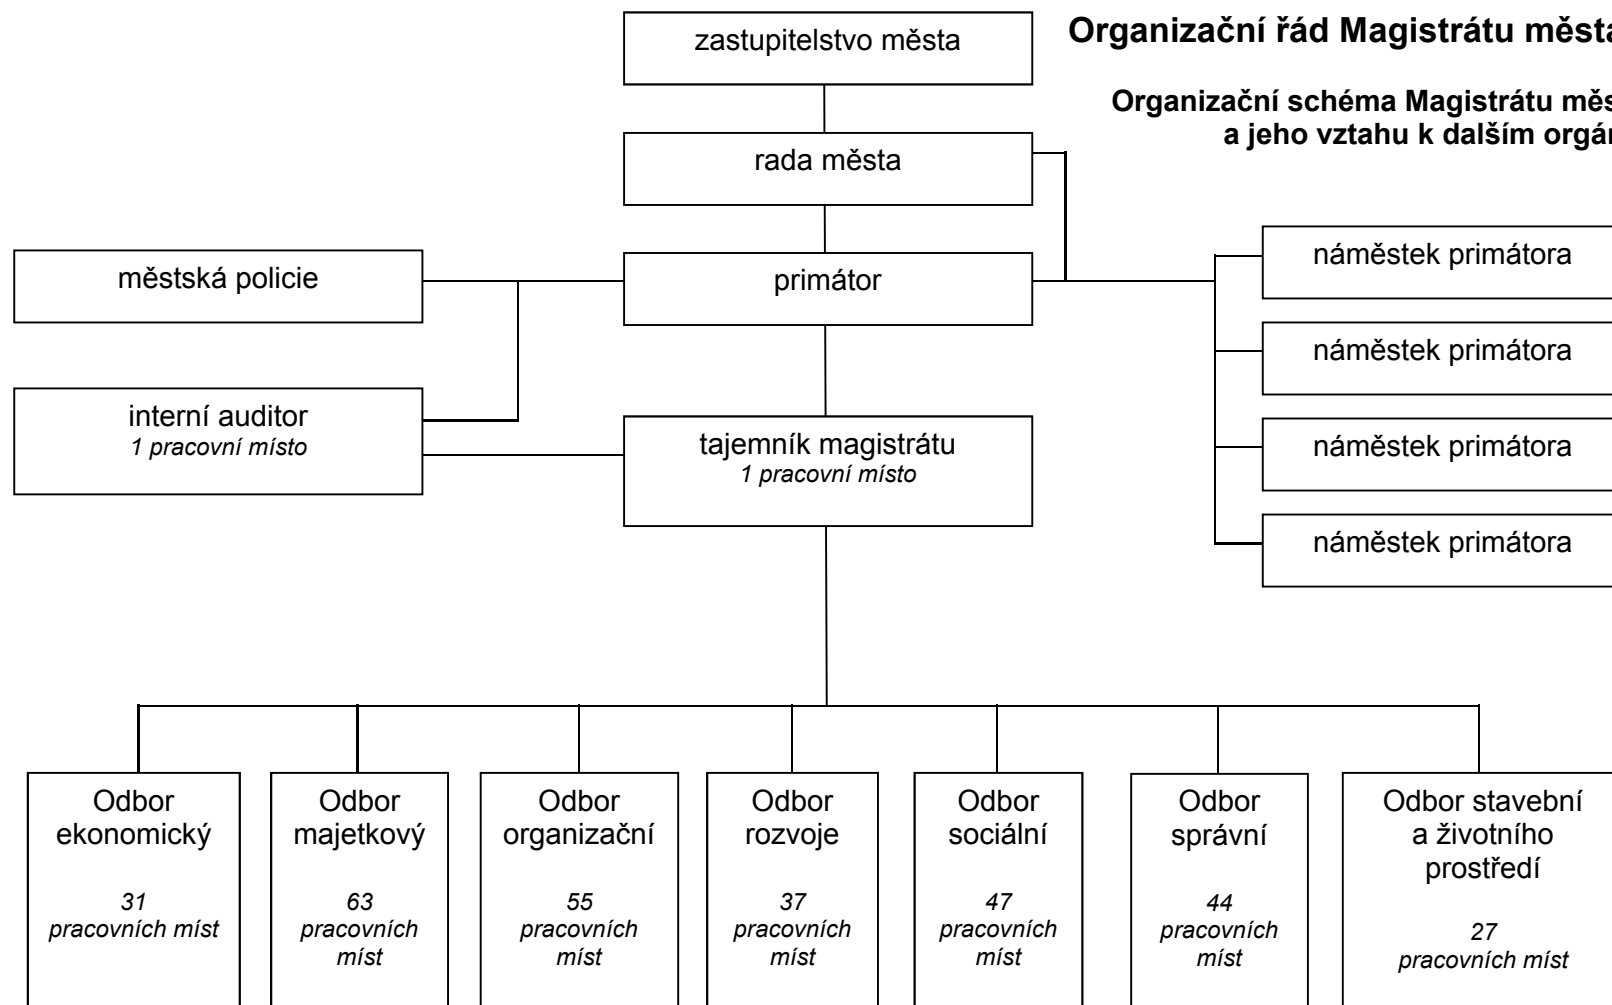 zastupitelstvo města
Organizační řád Magistrátu města
Organizační schéma Magistrátu měs
a jeho vztahu k dalším orgá
rada města
městská policie
primátor
náměstek primátora
náměstek primátora
interní auditor
1 pracovní místo
tajemník magistrátu
1 pracovní místo
náměstek primátora
náměstek primátora
Odbor
ekonomický
31
pracovních míst
Odbor
majetkový
63
pracovních
míst
Odbor
organizační
55
pracovních
míst
Odbor
rozvoje
37
pracovních
míst
Odbor
sociální
47
pracovních
míst
Odbor
správní
44
pracovních
míst
Odbor stavební
a životního
prostředí
27
pracovních míst